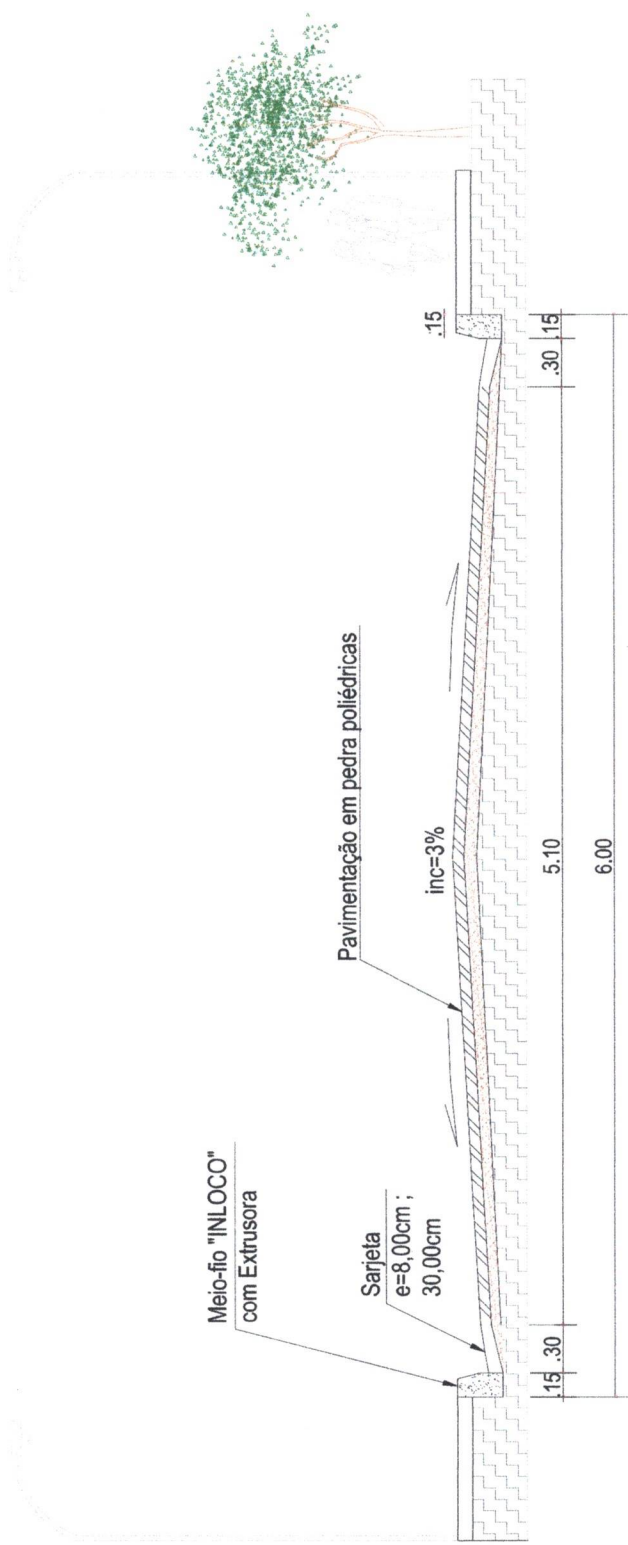 Meio-fio "INLOCO"
com Extrusora
Sarjeta
e=8,00cm ;
30,00cm
Pavimentação em pedra poliédricas
inc=3%
.15
.15
.30
5.10
.30
.15
6.00